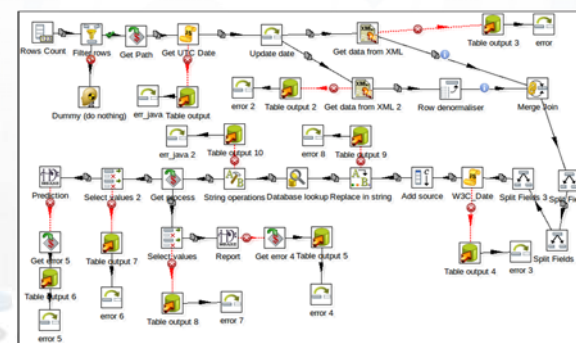 Rows Count
Filter rows
Get Path
Get UTC Date
Update date
Get data from XML
Table output 3
error
Dummy (do nothing)
err_java
Table output
error 2
Table output 2
Get data from XML 2
Row denormaliser
Merge Join
err_java 2
Table output 10
error 8
Table output 9
Prediction
Select values 2
Get process
String operations
Database lookup
Replace in string
Add source
W3C_Date
Split Fields 3
Split Fields
Get error 5
Table output 7
Select_values
Report
Get error 4
Table output 5
Table output 4
error 3
Table output 6
error 6
Table output 8
error 7
error 4
error 5